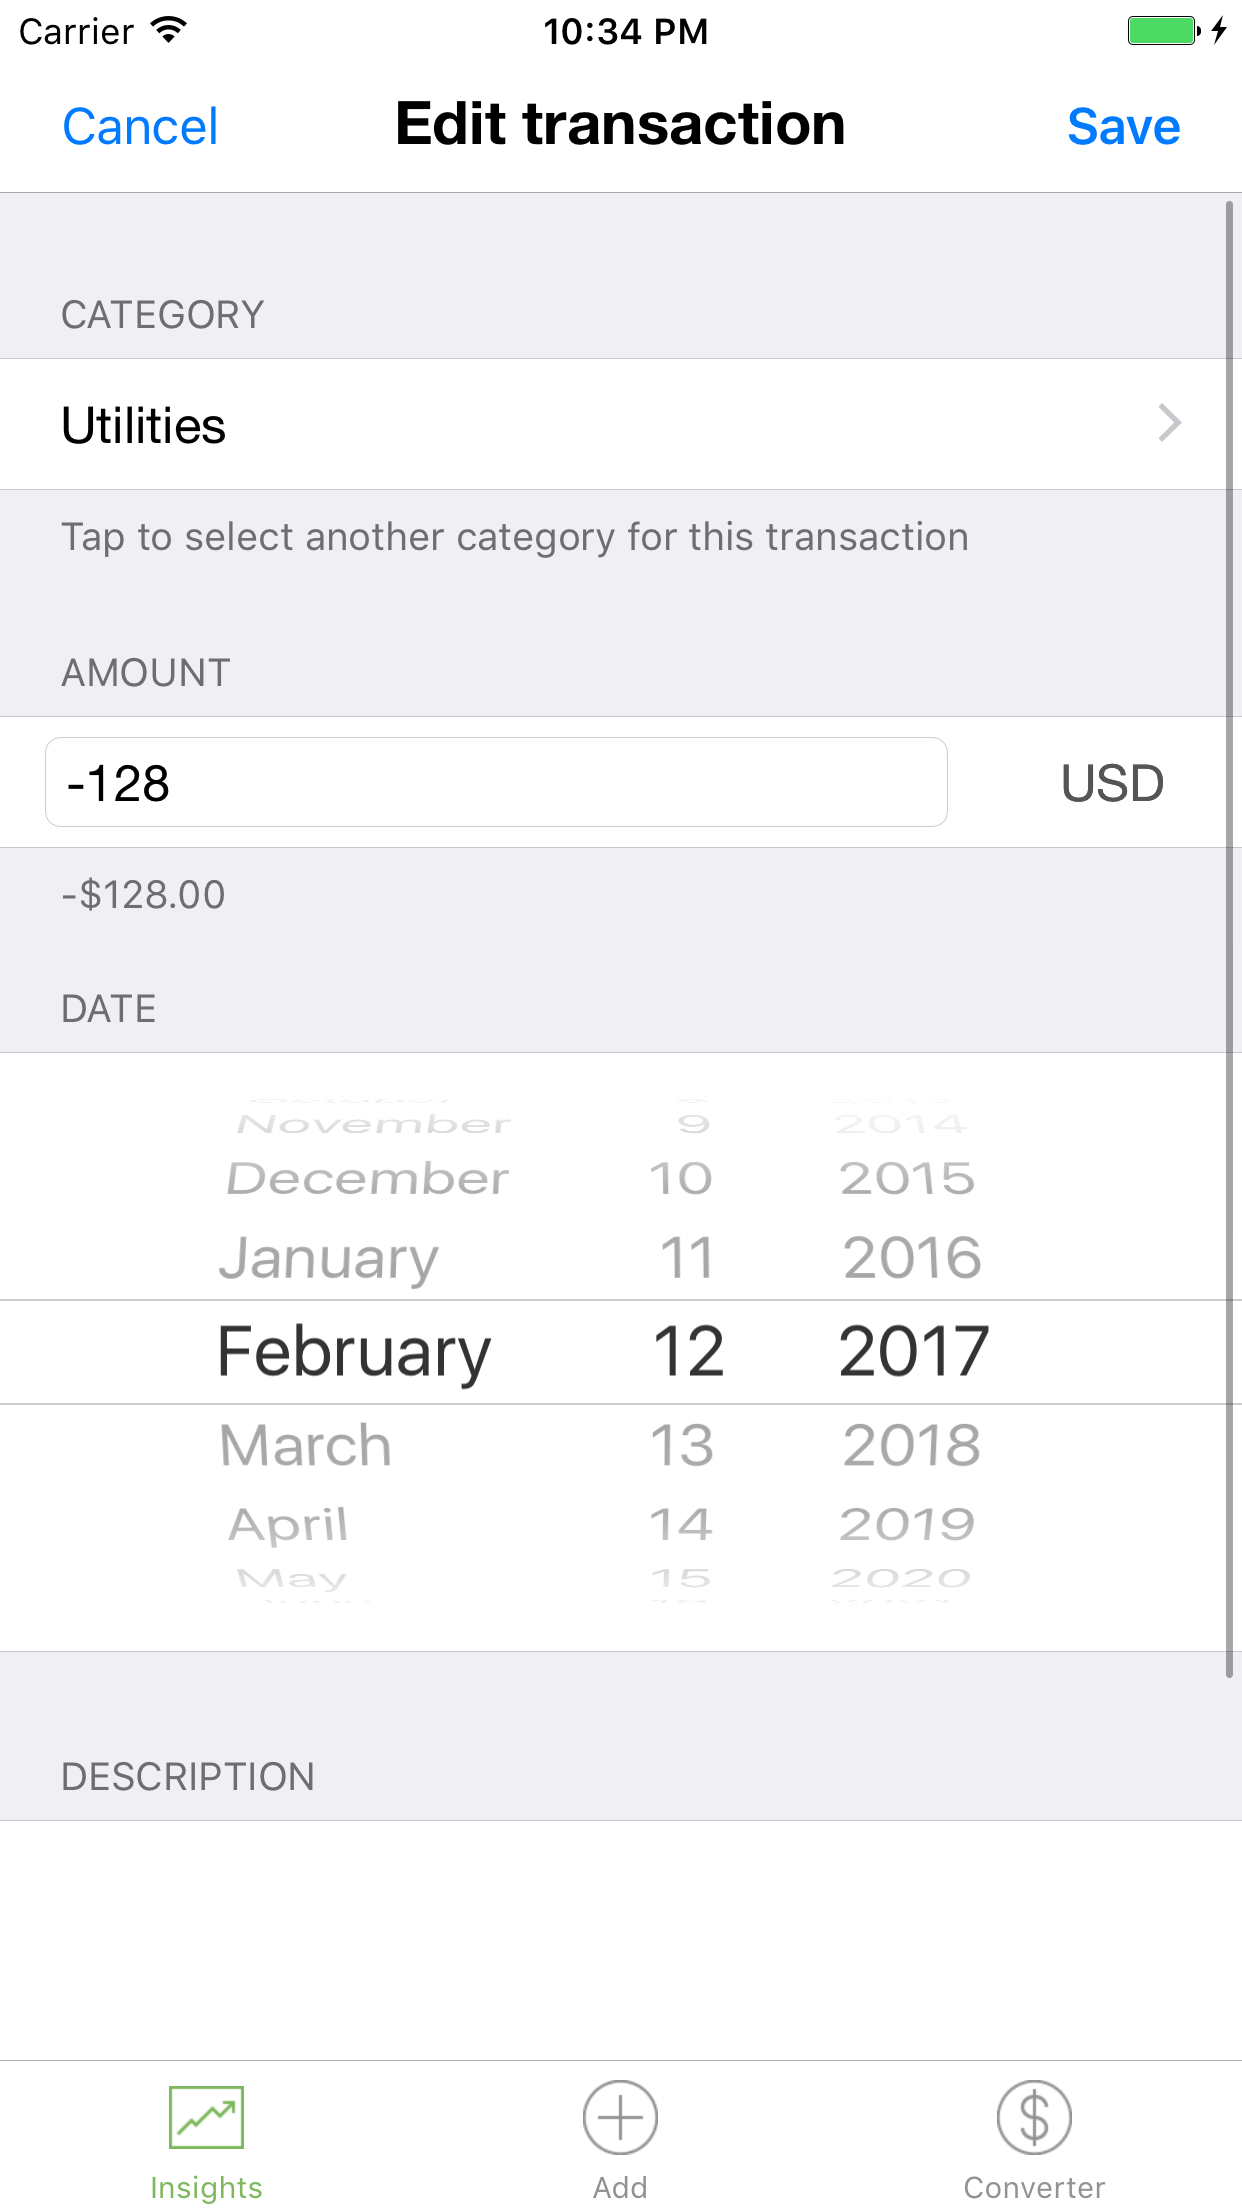 Carrier 10:34 PM
Cancel Edit transaction Save
CATEGORY
Utilities
Tap to select another category for this transaction
AMOUNT
-128 USD
-$128.00
DATE
November 9 2014
December 10 2015
January 11 2016
February 12 2017
March 13 2018
April 14 2019
May 15 2020
DESCRIPTION
Insights Add Converter